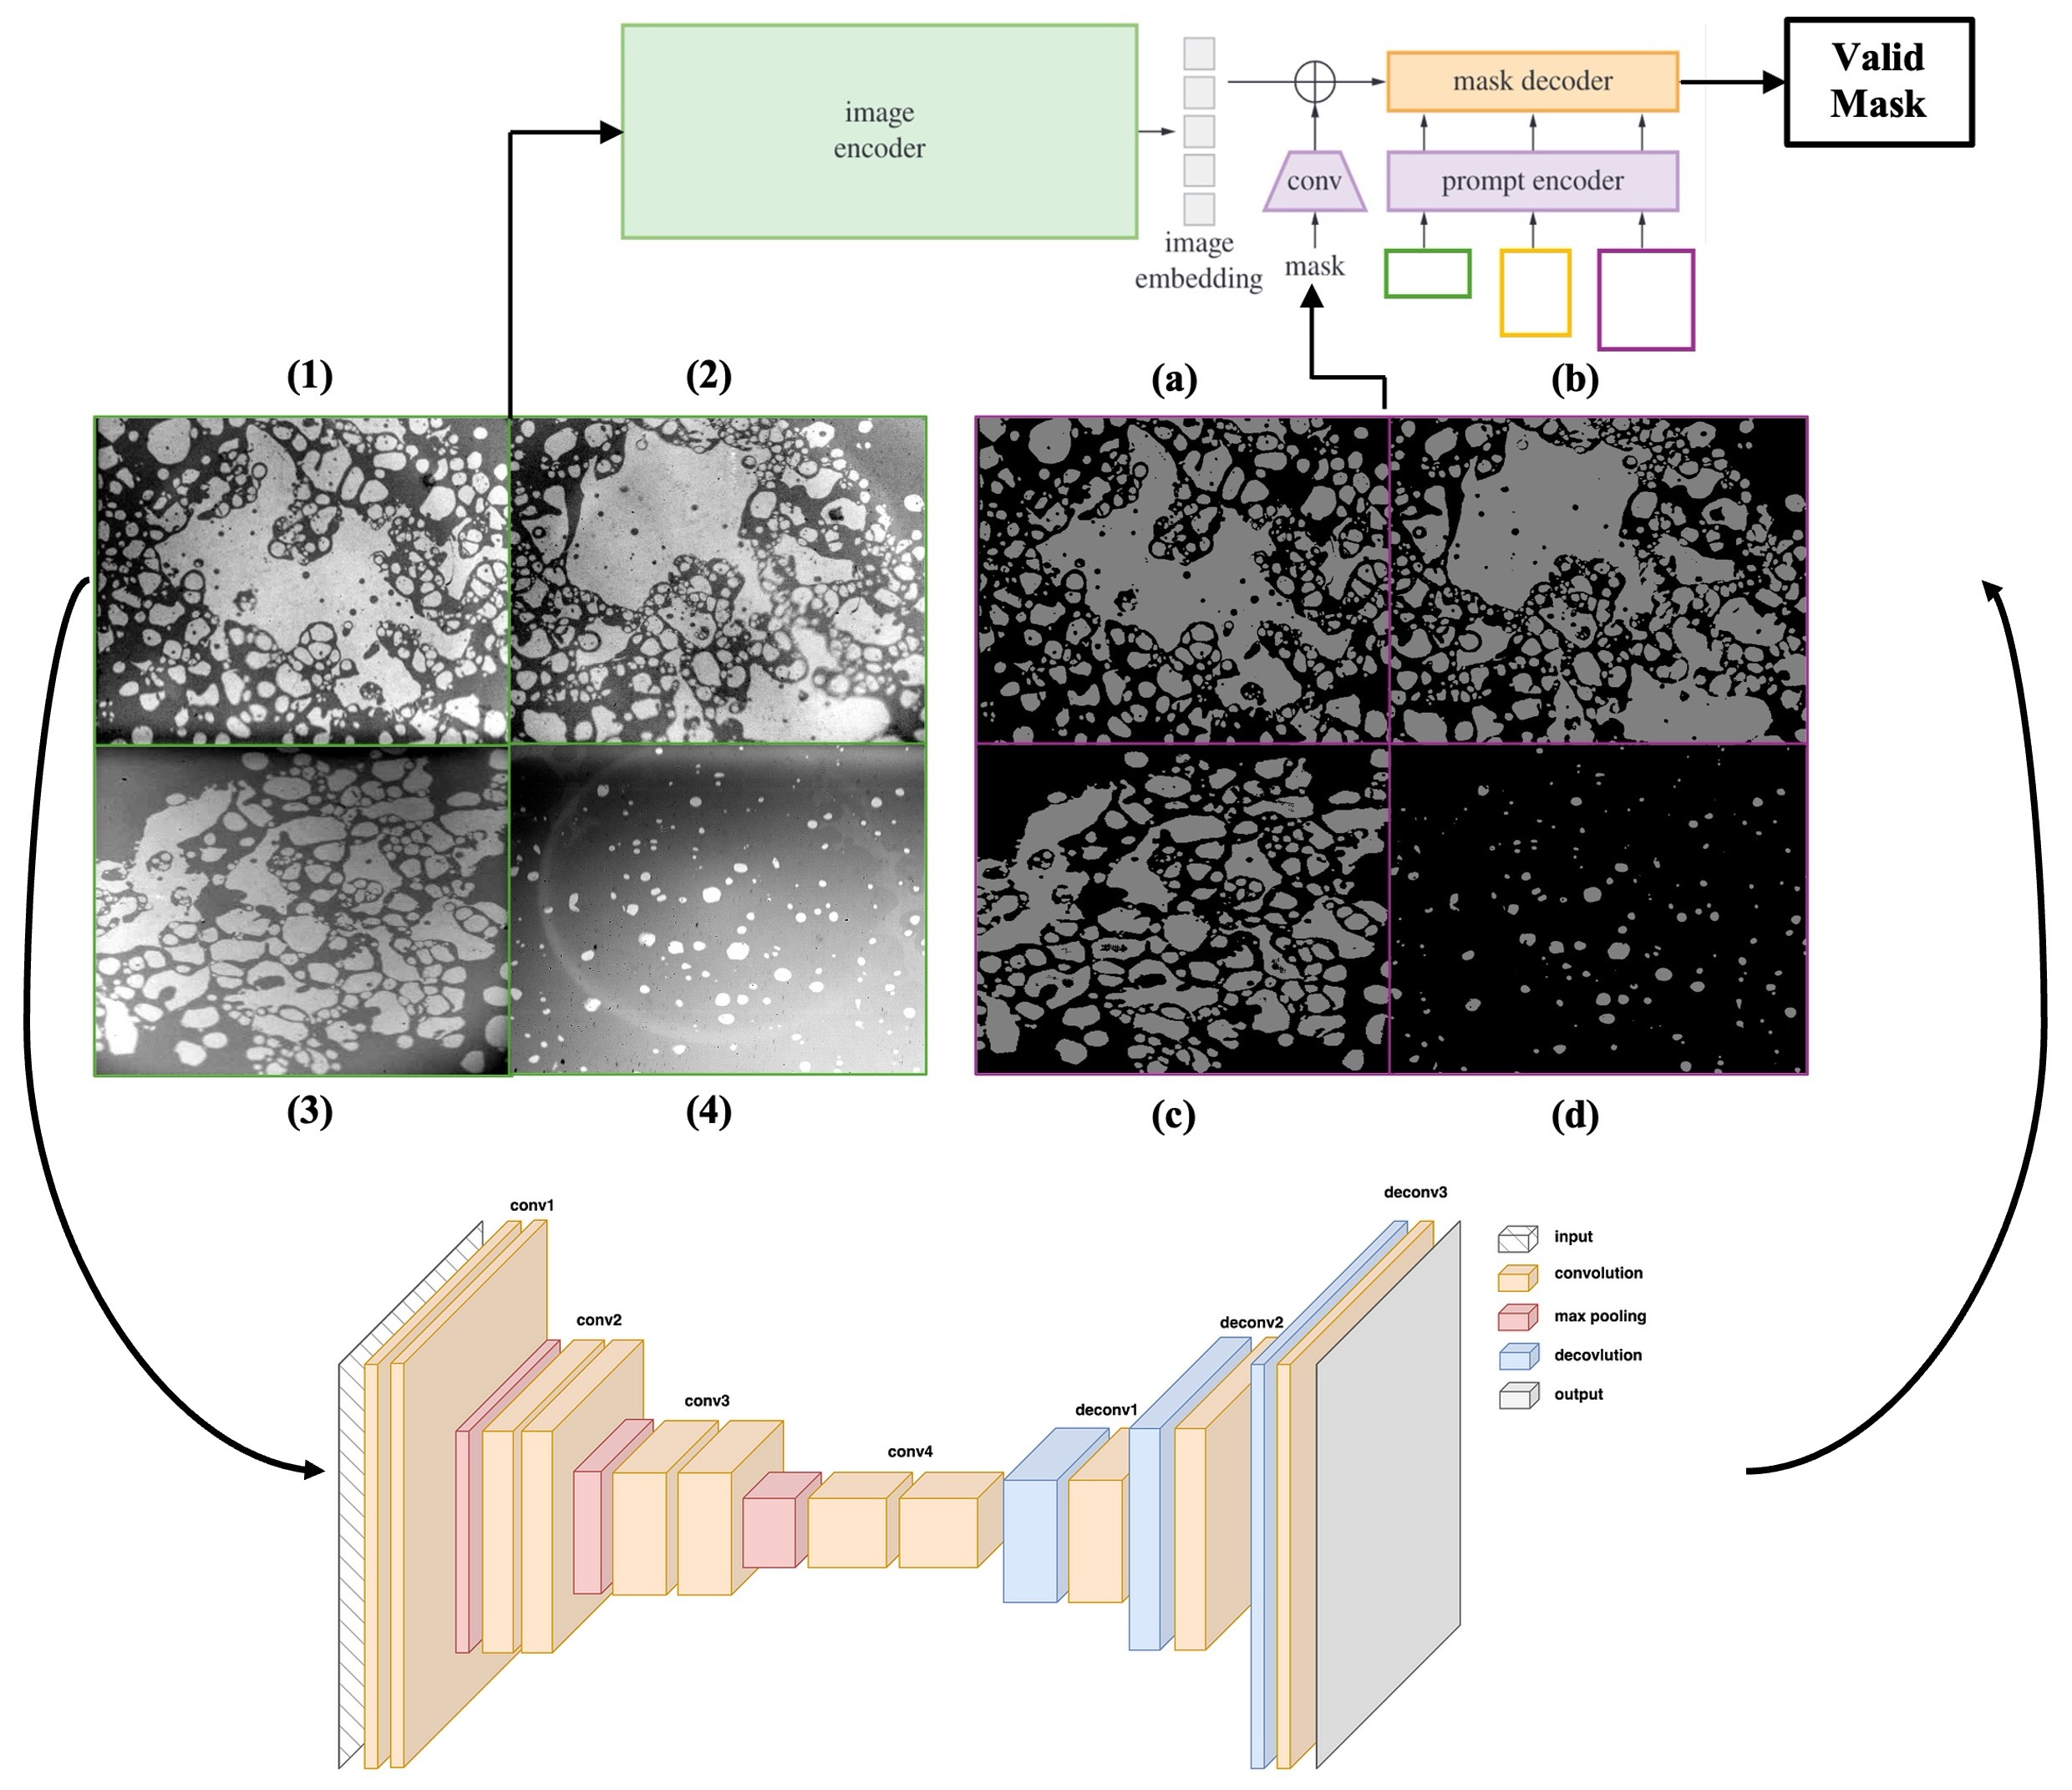 image
encoder
image
embedding
conv
mask
mask decoder
prompt encoder
Valid
Mask
(1)
(2)
(a)
(b)
(3)
(4)
(c)
(d)
conv1
conv2
conv3
conv4
deconv1
deconv2
deconv3
input
convolution
max pooling
decovlution
output